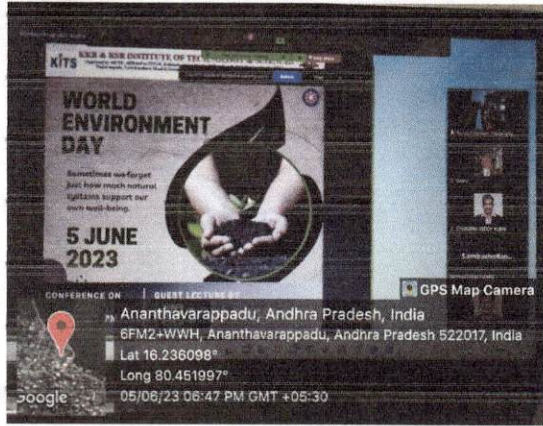 KITS
KKR & KSR INSTITUTE OF TECHNOLOGY & SCIENCES
WORLD
ENVIRONMENT
DAY
Sometimes we forget
just how much natural
systems support our
own well-being.
5 JUNE
2023
CONFERENCE ON
GUEST LECTURE BY
GPS Map Camera
Ananthavarappadu, Andhra Pradesh, India
6FM2+WWH, Ananthavarappadu, Andhra Pradesh 522017, India
Lat 16.236098°
Long 80.451997°
05/06/23 06:47 PM GMT +05:30
Google